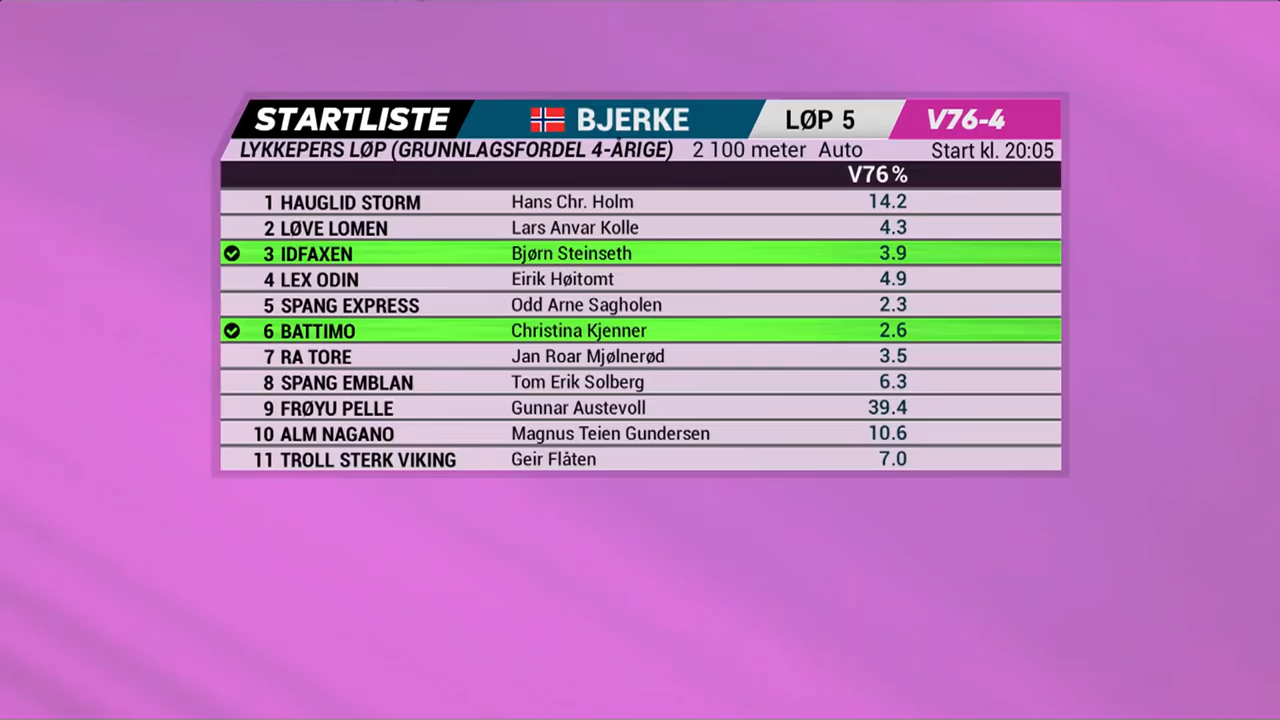 STARTLISTE BJERKE LØP 5 V76-4
LYKKEPERS LØP (GRUNNLAGSFORDEL 4-ÅRIGE) 2 100 meter Auto Start kl. 20:05
V76%
1 HAUGLID STORM Hans Chr. Holm 14.2
2 LØVE LOMEN Lars Anvar Kolle 4.3
3 IDFAXEN Bjørn Steinseth 3.9
4 LEX ODIN Eirik Høitomt 4.9
5 SPANG EXPRESS Odd Arne Sagholen 2.3
6 BATTIMO Christina Kjenner 2.6
7 RA TORE Jan Roar Mjølnerød 3.5
8 SPANG EMBLAN Tom Erik Solberg 6.3
9 FRØYU PELLE Gunnar Austevoll 39.4
10 ALM NAGANO Magnus Teien Gundersen 10.6
11 TROLL STERK VIKING Geir Flåten 7.0